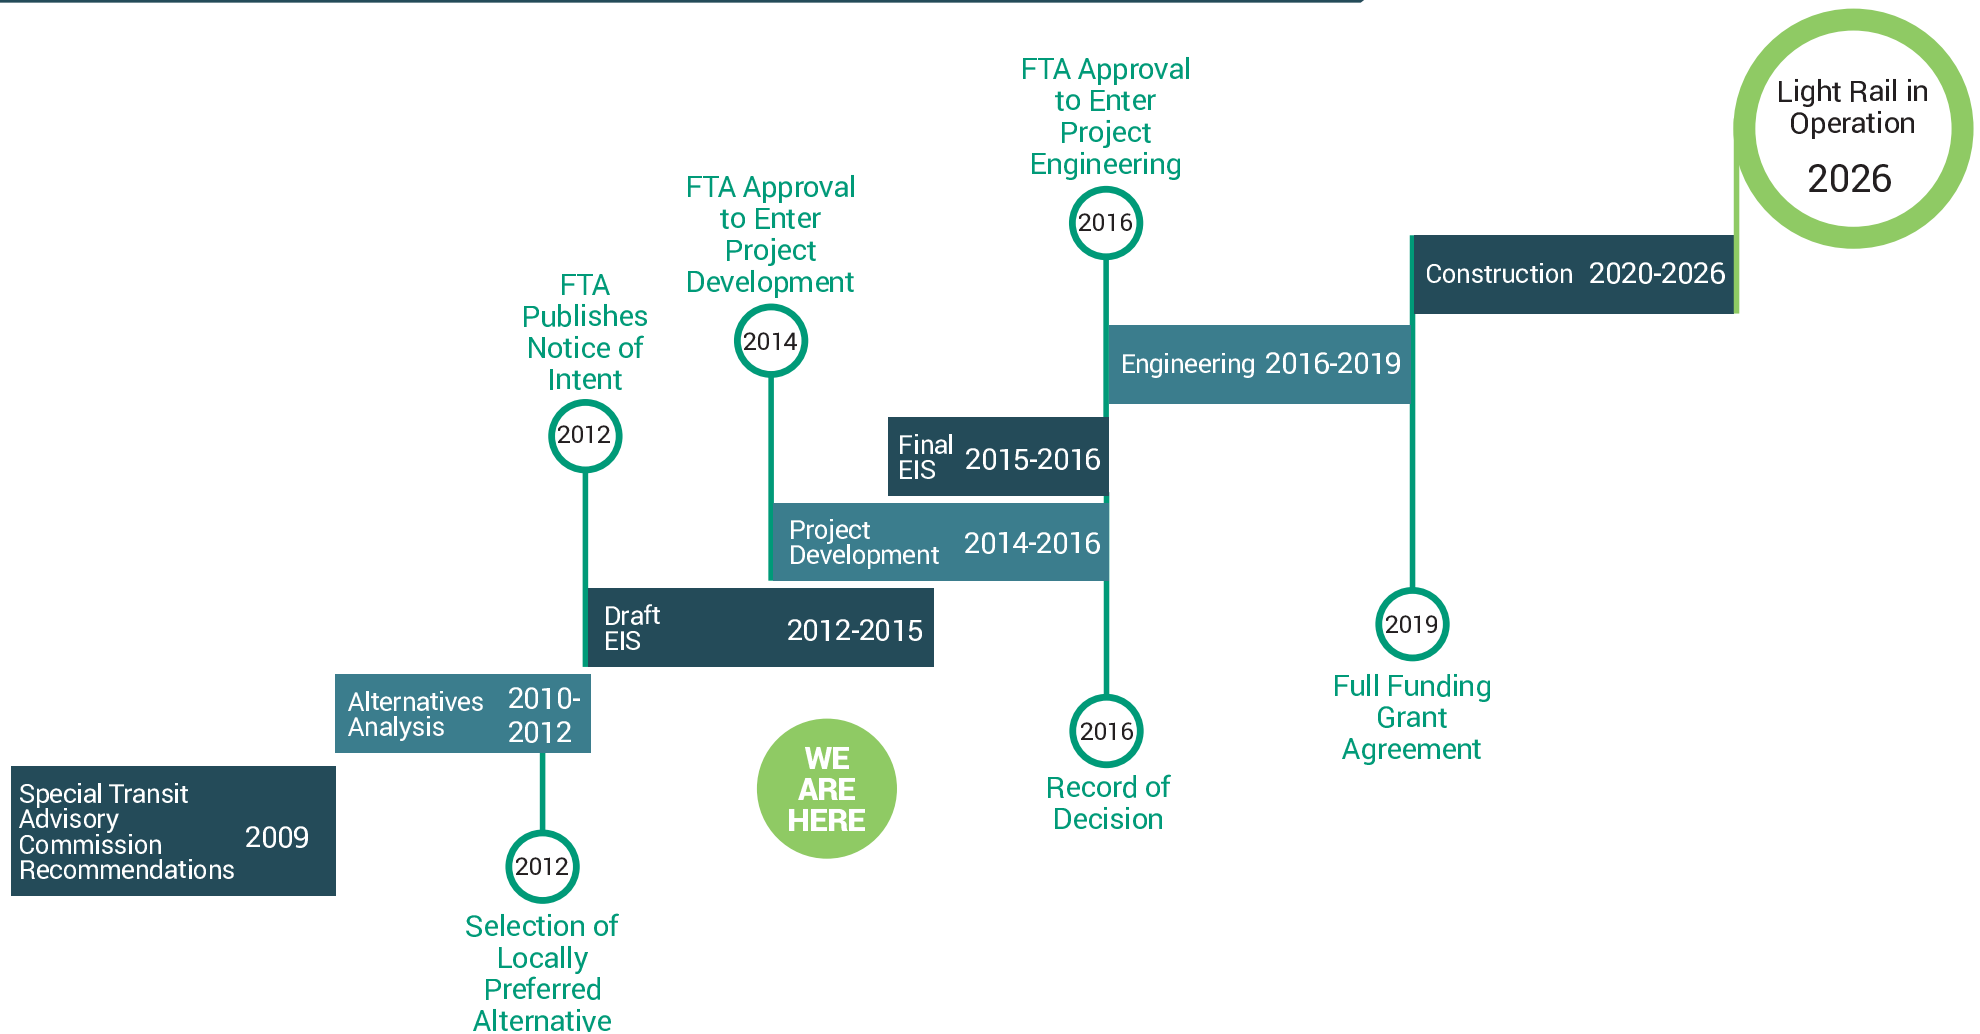 FTA Approval
to Enter
Project
Engineering
2016
Light Rail in
Operation
2026
FTA Approval
to Enter
Project
Development
2014
FTA
Publishes
Notice of
Intent
2012
Construction 2020-2026
Engineering 2016-2019
Final
EIS
2015-2016
Project
Development
2014-2016
Draft
EIS
2012-2015
2019
Full Funding
Grant
Agreement
Alternatives
Analysis
2010-
2012
WE
ARE
HERE
2016
Record of
Decision
Special Transit
Advisory
Commission
Recommendations
2009
2012
Selection of
Locally
Preferred
Alternative